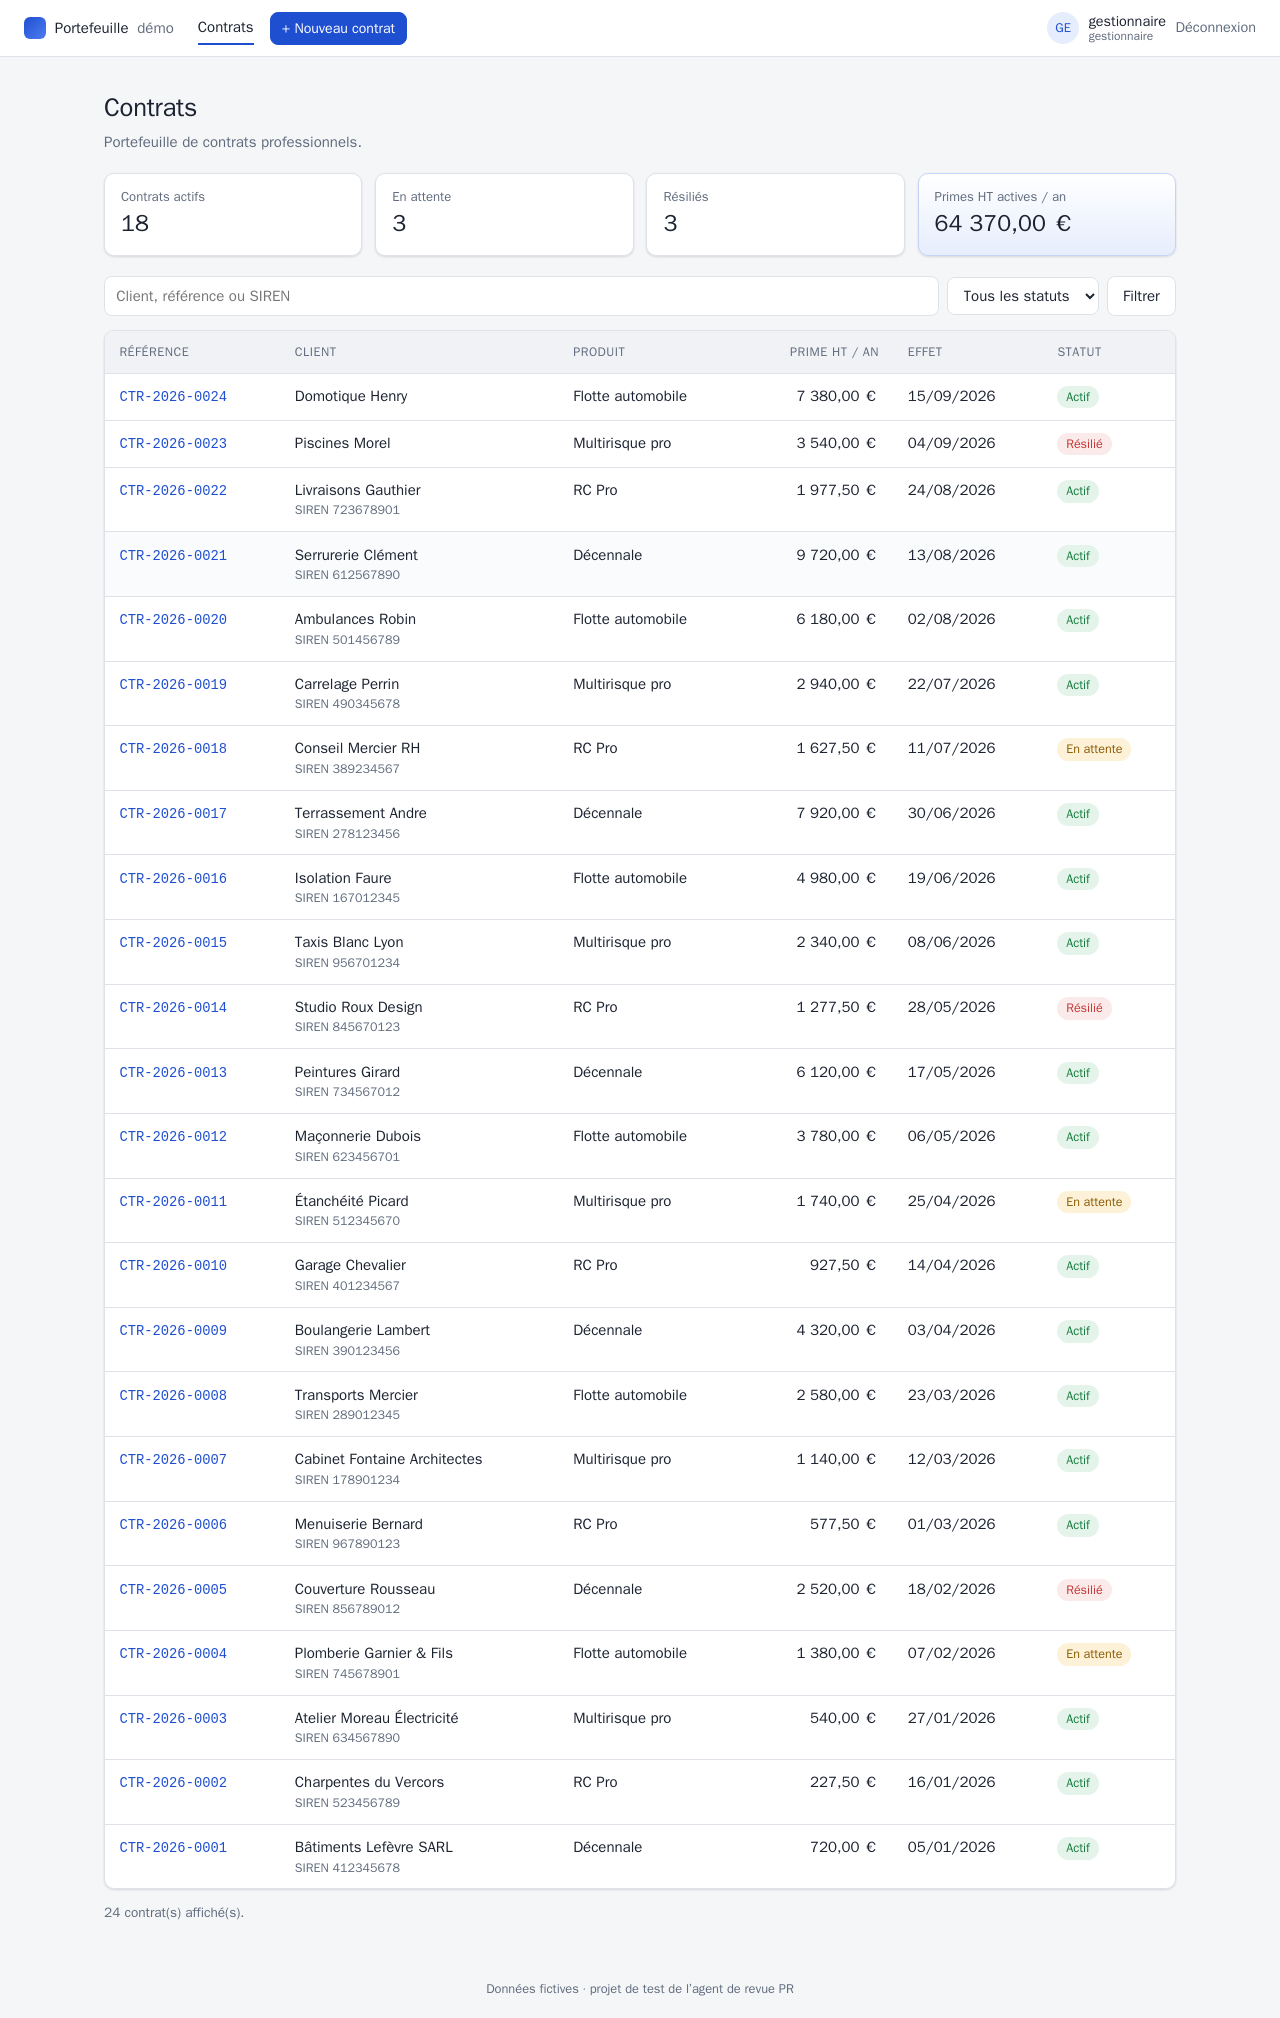 Portefeuille démo Contrats + Nouveau contrat GE gestionnaire Déconnexion
gestionnaire
Contrats
Portefeuille de contrats professionnels.
Contrats actifs En attente Résiliés Primes HT actives / an
18 3 3 64 370,00 €
Client, référence ou SIREN Tous les statuts Filtrer
RÉFÉRENCE CLIENT PRODUIT PRIME HT / AN EFFET STATUT
CTR-2026-0024 Domotique Henry Flotte automobile 7 380,00 € 15/09/2026 Actif
CTR-2026-0023 Piscines Morel Multirisque pro 3 540,00 € 04/09/2026 Résilié
CTR-2026-0022 Livraisons Gauthier RC Pro 1 977,50 € 24/08/2026 Actif
SIREN 723678901
CTR-2026-0021 Serrurerie Clément Décennale 9 720,00 € 13/08/2026 Actif
SIREN 612567890
CTR-2026-0020 Ambulances Robin Flotte automobile 6 180,00 € 02/08/2026 Actif
SIREN 501456789
CTR-2026-0019 Carrelage Perrin Multirisque pro 2 940,00 € 22/07/2026 Actif
SIREN 490345678
CTR-2026-0018 Conseil Mercier RH RC Pro 1 627,50 € 11/07/2026 En attente
SIREN 389234567
CTR-2026-0017 Terrassement Andre Décennale 7 920,00 € 30/06/2026 Actif
SIREN 278123456
CTR-2026-0016 Isolation Faure Flotte automobile 4 980,00 € 19/06/2026 Actif
SIREN 167012345
CTR-2026-0015 Taxis Blanc Lyon Multirisque pro 2 340,00 € 08/06/2026 Actif
SIREN 956701234
CTR-2026-0014 Studio Roux Design RC Pro 1 277,50 € 28/05/2026 Résilié
SIREN 845670123
CTR-2026-0013 Peintures Girard Décennale 6 120,00 € 17/05/2026 Actif
SIREN 734567012
CTR-2026-0012 Maçonnerie Dubois Flotte automobile 3 780,00 € 06/05/2026 Actif
SIREN 623456701
CTR-2026-0011 Étanchéité Picard Multirisque pro 1 740,00 € 25/04/2026 En attente
SIREN 512345670
CTR-2026-0010 Garage Chevalier RC Pro 927,50 € 14/04/2026 Actif
SIREN 401234567
CTR-2026-0009 Boulangerie Lambert Décennale 4 320,00 € 03/04/2026 Actif
SIREN 390123456
CTR-2026-0008 Transports Mercier Flotte automobile 2 580,00 € 23/03/2026 Actif
SIREN 289012345
CTR-2026-0007 Cabinet Fontaine Architectes Multirisque pro 1 140,00 € 12/03/2026 Actif
SIREN 178901234
CTR-2026-0006 Menuiserie Bernard RC Pro 577,50 € 01/03/2026 Actif
SIREN 967890123
CTR-2026-0005 Couverture Rousseau Décennale 2 520,00 € 18/02/2026 Résilié
SIREN 856789012
CTR-2026-0004 Plomberie Garnier & Fils Flotte automobile 1 380,00 € 07/02/2026 En attente
SIREN 745678901
CTR-2026-0003 Atelier Moreau Électricité Multirisque pro 540,00 € 27/01/2026 Actif
SIREN 634567890
CTR-2026-0002 Charpentes du Vercors RC Pro 227,50 € 16/01/2026 Actif
SIREN 523456789
CTR-2026-0001 Bâtiments Lefèvre SARL Décennale 720,00 € 05/01/2026 Actif
SIREN 412345678
24 contrat(s) affiché(s).
Données fictives · projet de test de l'agent de revue PR